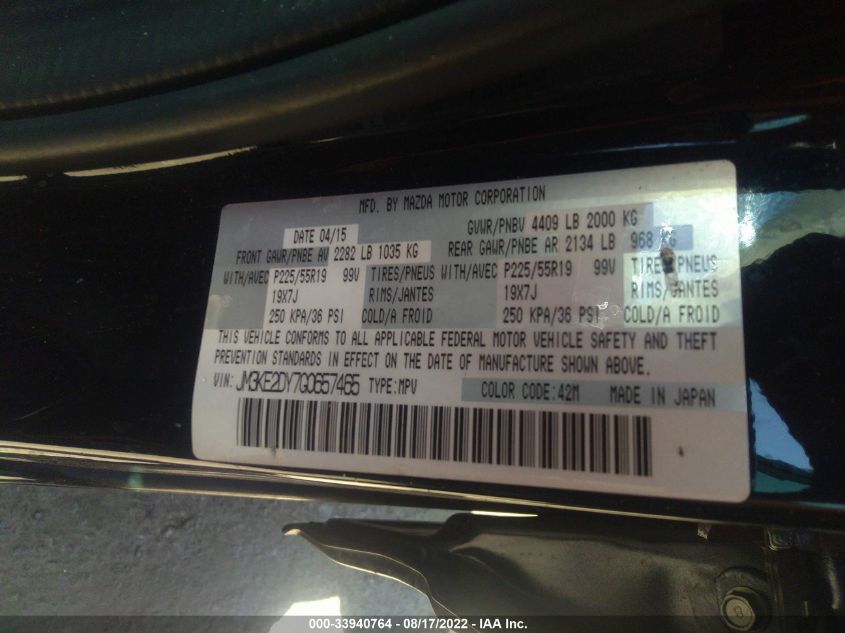 MFD. BY MAZDA MOTOR CORPORATION
DATE 04/15 GVWR/PNBV 4409 LB 2000 KG
FRONT GAWR/PNBE AV 2282 LB 1035 KG REAR GAWR/PNBE AR 2134 LB 968 KG
WITH/AVEC P225/55R19 99V TIRES/PNEUS WITH/AVEC P225/55R19 99V TIRES/PNEUS
19X7J RIMS/JANTES 19X7J RIMS/JANTES
250 KPA/36 PSI COLD/A FROID 250 KPA/36 PSI COLD/A FROID
THIS VEHICLE CONFORMS TO ALL APPLICABLE FEDERAL MOTOR VEHICLE SAFETY AND THEFT
PREVENTION STANDARDS IN EFFECT ON THE DATE OF MANUFACTURE SHOWN ABOVE.
VIN: JM3KE2DY7G0657465 TYPE:MPV COLOR CODE:42M MADE IN JAPAN
000-33940764 - 08/17/2022 - IAA Inc.